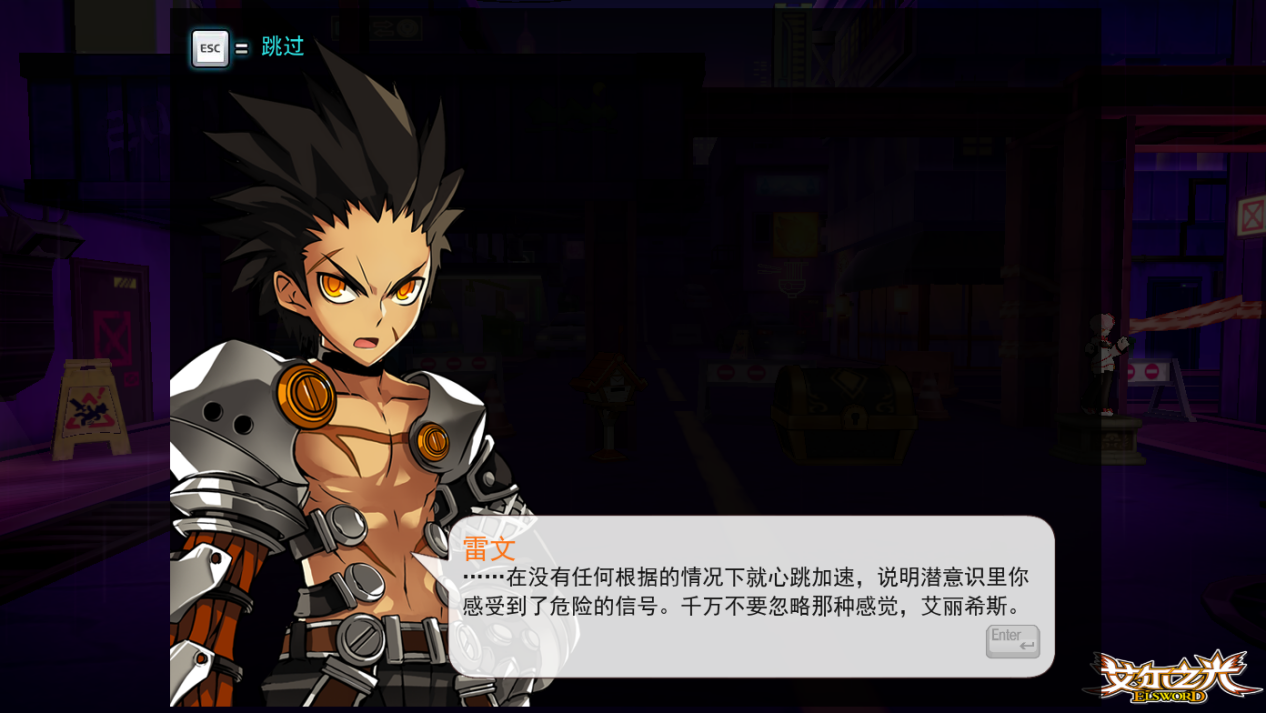 ESC = 跳过
雷文
……在没有任何根据的情况下就心跳加速，说明潜意识里你
感受到了危险的信号。千万不要忽略那种感觉，艾丽希斯。
Enter
艾尔之光
ELSWORD